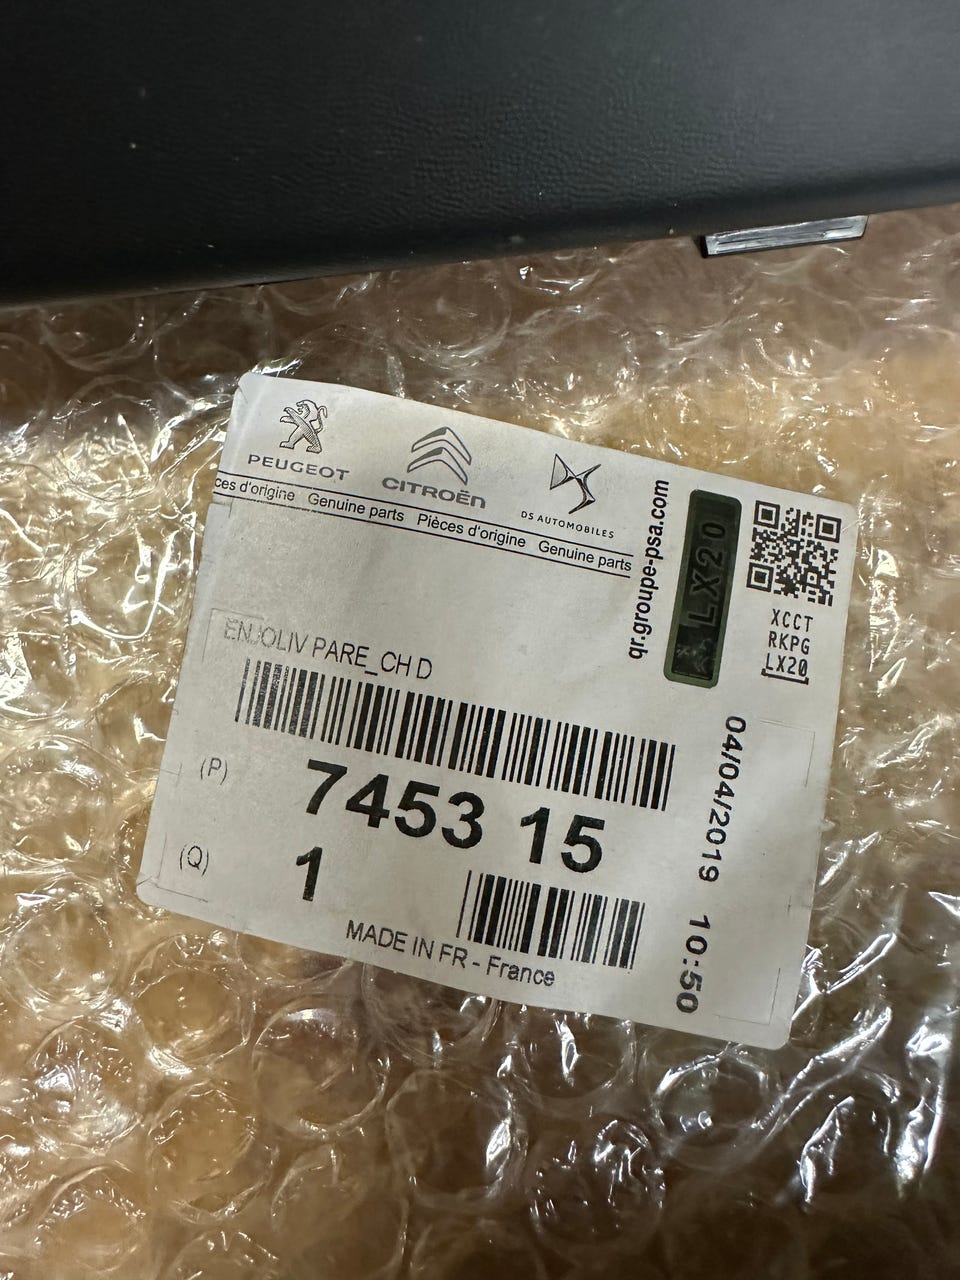 PEUGEOT
CITROËN
DS AUTOMOBILES
ces d'origine Genuine parts Pièces d'origine Genuine parts
qr.groupe-psa.com
LX20
XCCT
RKPG
LX20
ENJOLIV PARE_CH D
(P) 7453 15
(Q) 1
MADE IN FR - France
04/04/2019 10:50